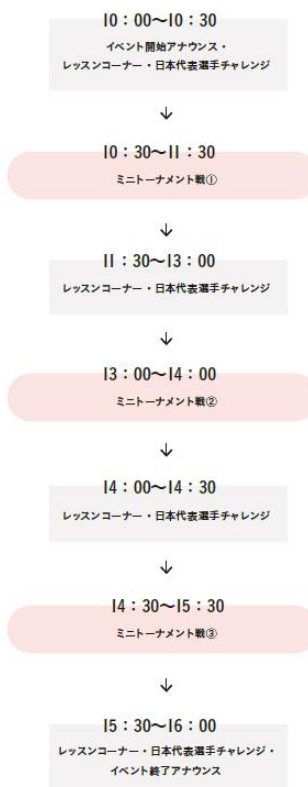 10：00〜10：30
イベント開始アナウンス・
レッスンコーナー・日本代表選手チャレンジ
↓
10：30〜11：30
ミニトーナメント戦①
↓
11：30〜13：00
レッスンコーナー・日本代表選手チャレンジ
↓
13：00〜14：00
ミニトーナメント戦②
↓
14：00〜14：30
レッスンコーナー・日本代表選手チャレンジ
↓
14：30〜15：30
ミニトーナメント戦③
↓
15：30〜16：00
レッスンコーナー・日本代表選手チャレンジ・
イベント終了アナウンス